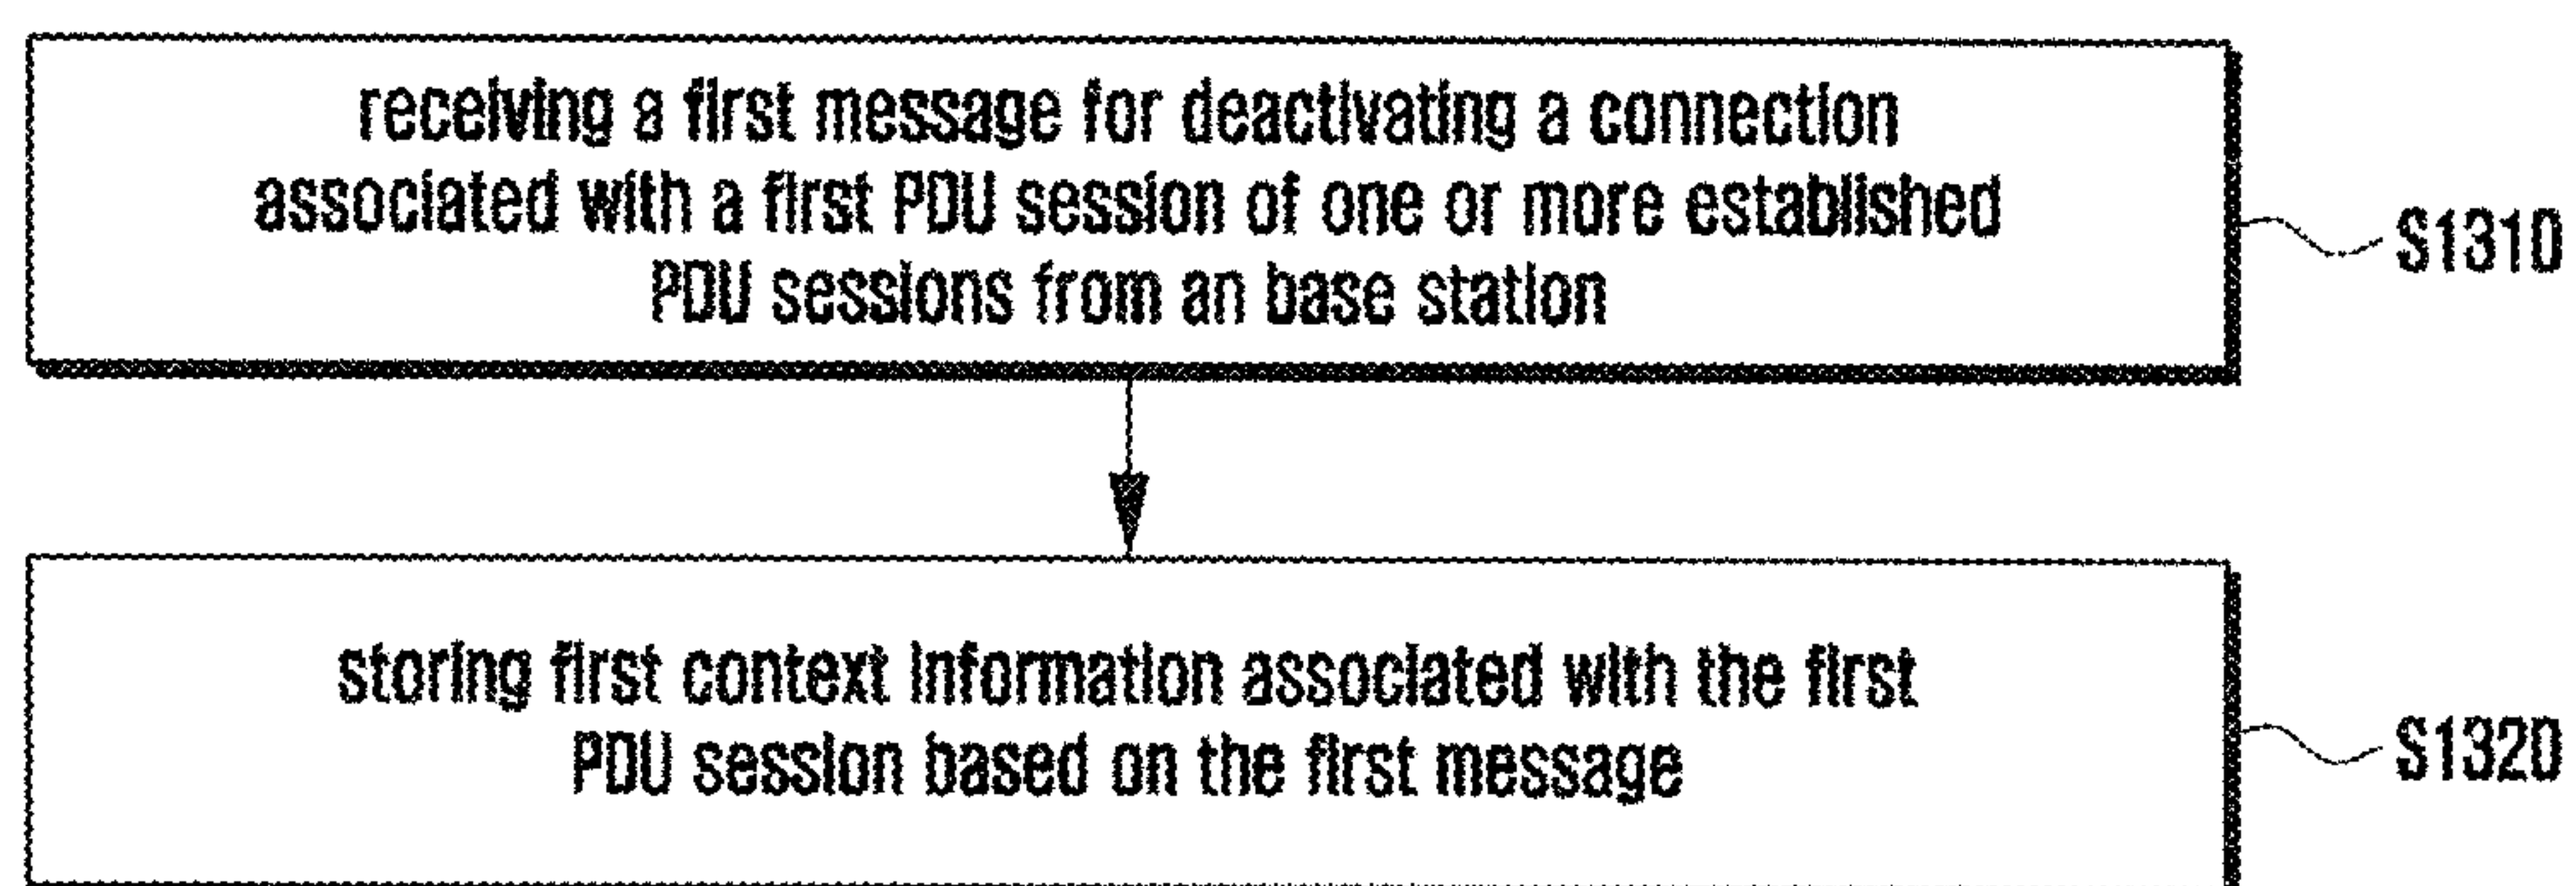 receiving a first message for deactivating a connection
associated with a first PDU session of one or more established
PDU sessions from an base station
S1310
storing first context information associated with the first
PDU session based on the first message
S1320